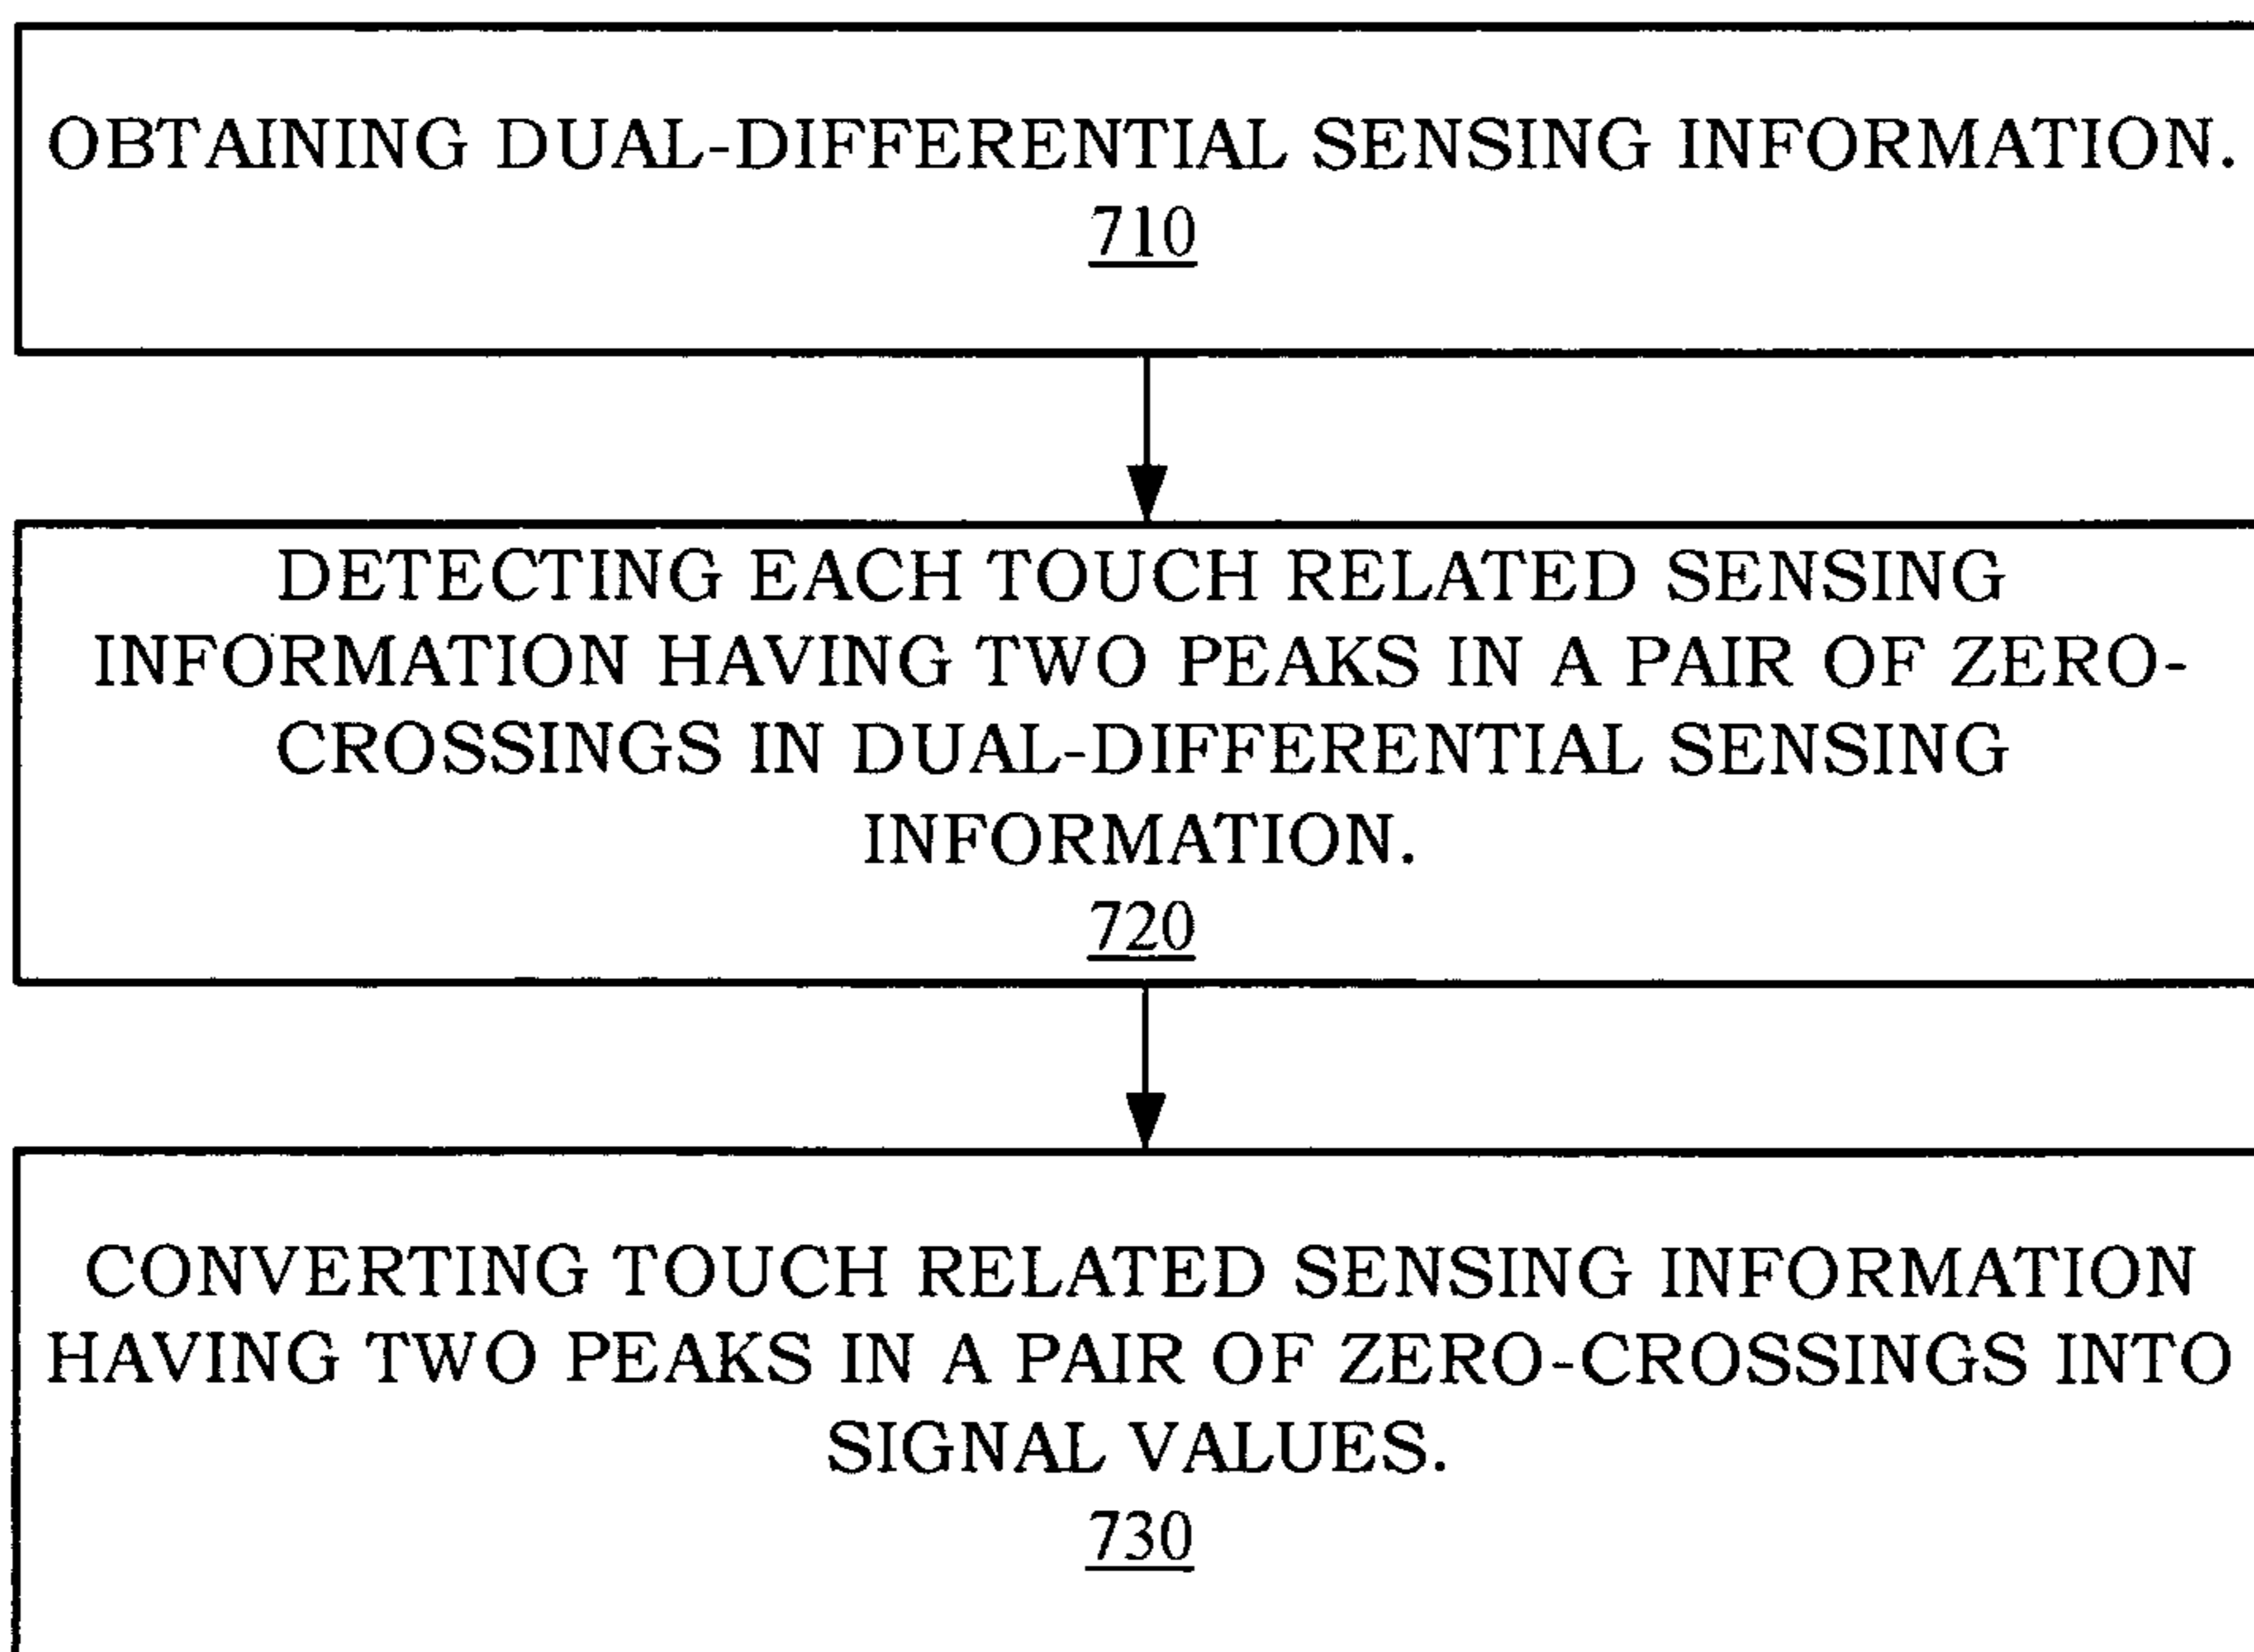 OBTAINING DUAL-DIFFERENTIAL SENSING INFORMATION.
710
DETECTING EACH TOUCH RELATED SENSING
INFORMATION HAVING TWO PEAKS IN A PAIR OF ZERO-
CROSSINGS IN DUAL-DIFFERENTIAL SENSING
INFORMATION.
720
CONVERTING TOUCH RELATED SENSING INFORMATION
HAVING TWO PEAKS IN A PAIR OF ZERO-CROSSINGS INTO
SIGNAL VALUES.
730